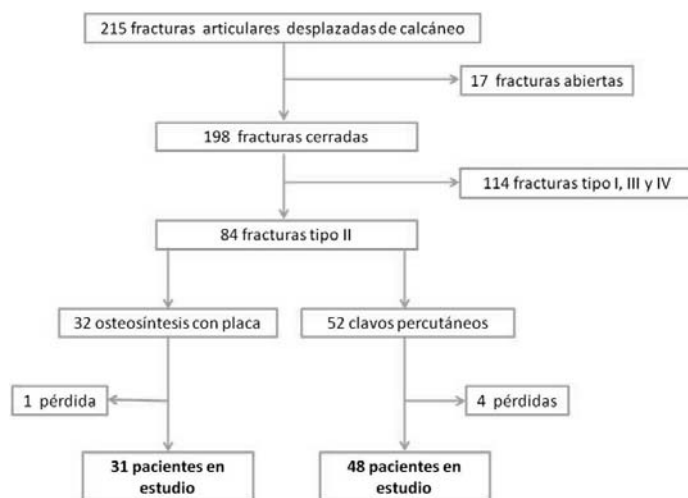 215 fracturas articulares desplazadas de calcáneo
17 fracturas abiertas
198 fracturas cerradas
114 fracturas tipo I, III y IV
84 fracturas tipo II
32 osteosíntesis con placa
52 clavos percutáneos
1 pérdida
4 pérdidas
31 pacientes en
estudio
48 pacientes en
estudio